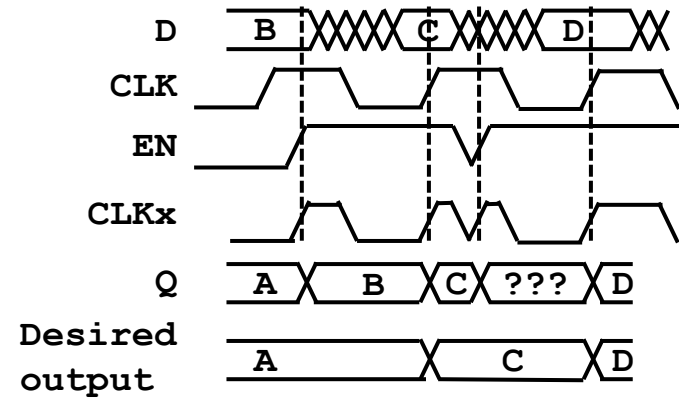 D B C D
CLK
EN
CLKx
Q A B C ??? D
Desired
output A C D